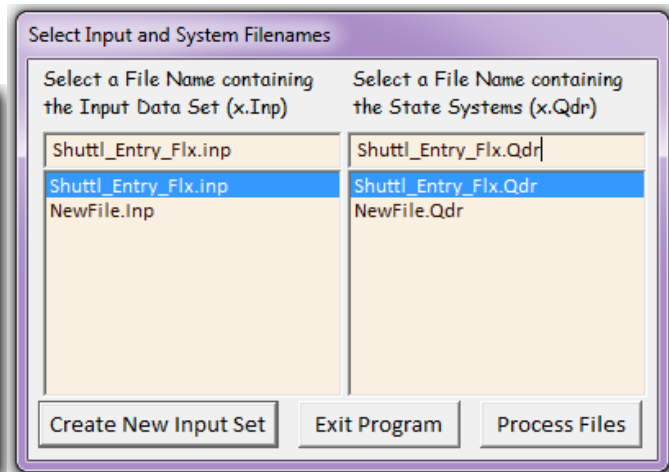 Select Input and System Filenames
Select a File Name containing
the Input Data Set (x.Inp)
Select a File Name containing
the State Systems (x.Qdr)
Shuttl_Entry_Flx.inp
Shuttl_Entry_Flx.Qdr
Shuttl_Entry_Flx.inp
NewFile.Inp
Shuttl_Entry_Flx.Qdr
NewFile.Qdr
Create New Input Set
Exit Program
Process Files